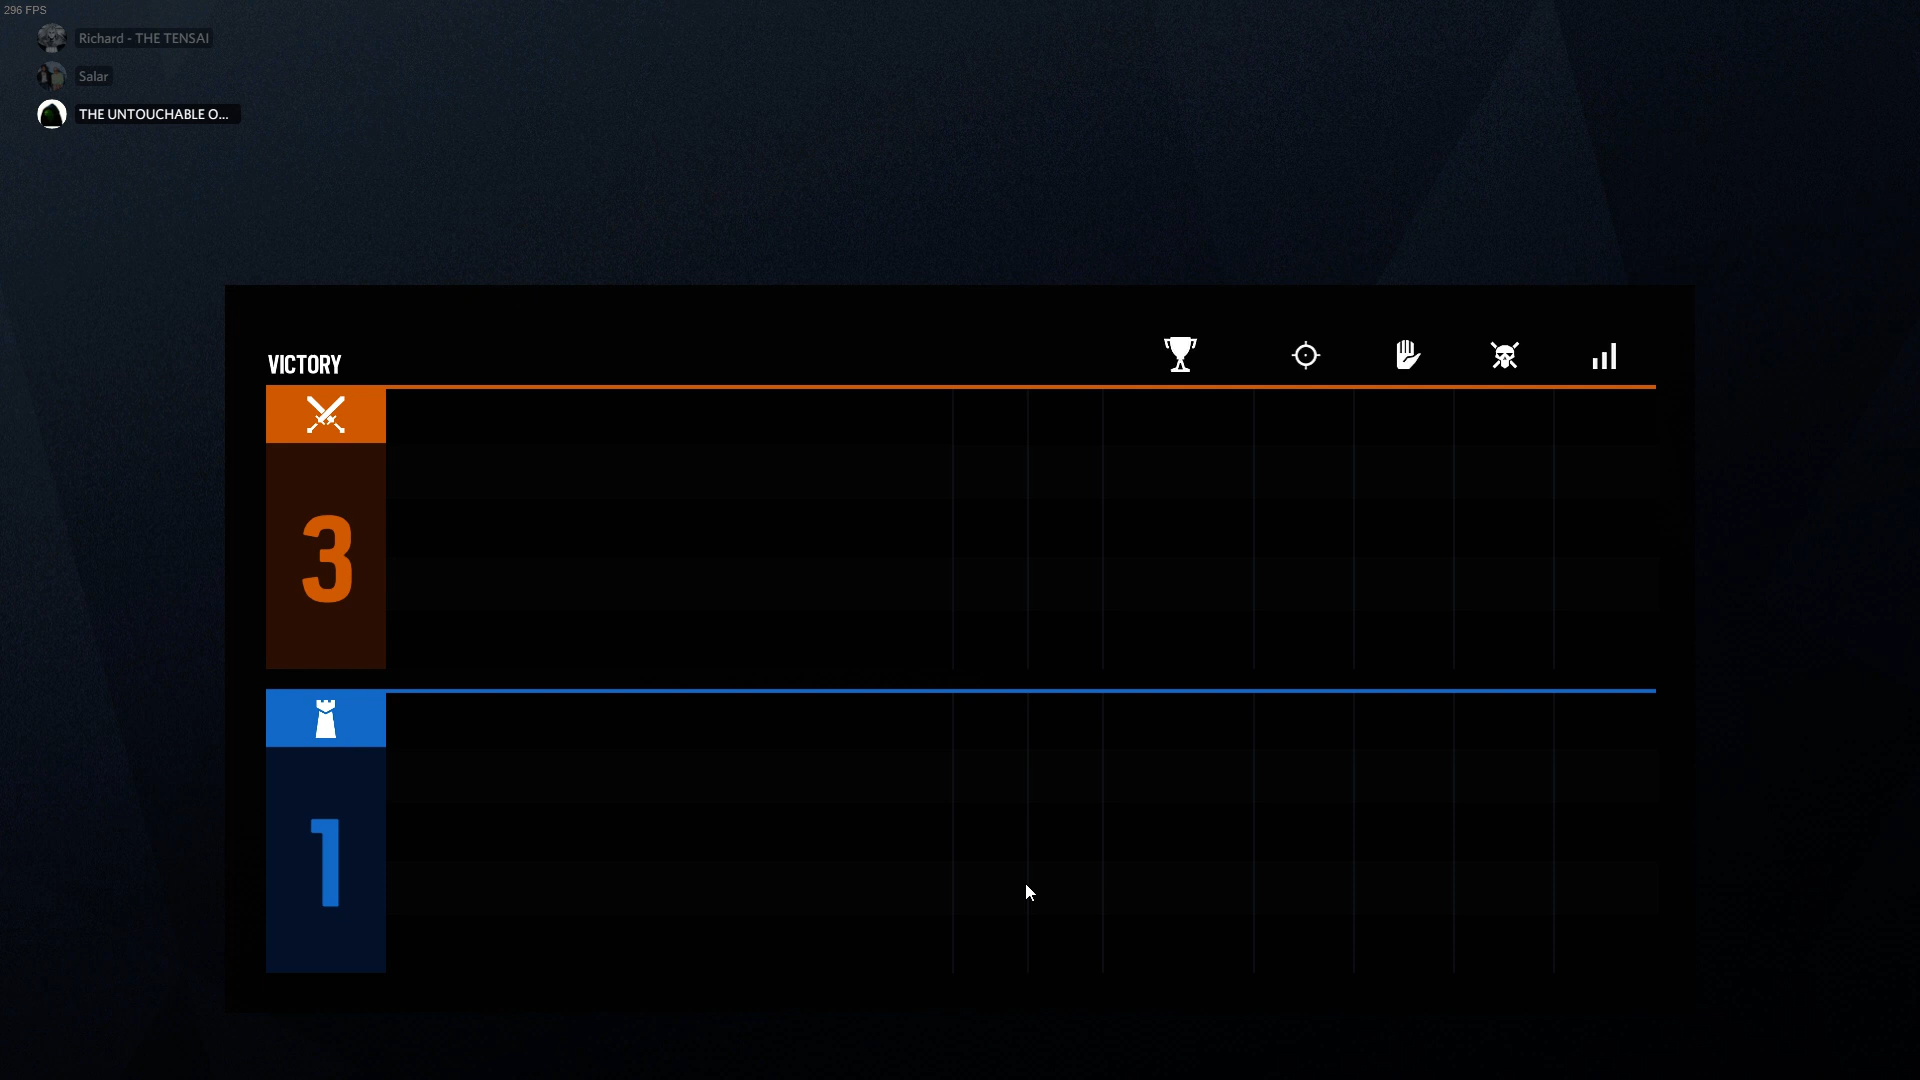 296 FPS
Richard - THE TENSAI
Salar
THE UNTOUCHABLE O...
VICTORY
3
1